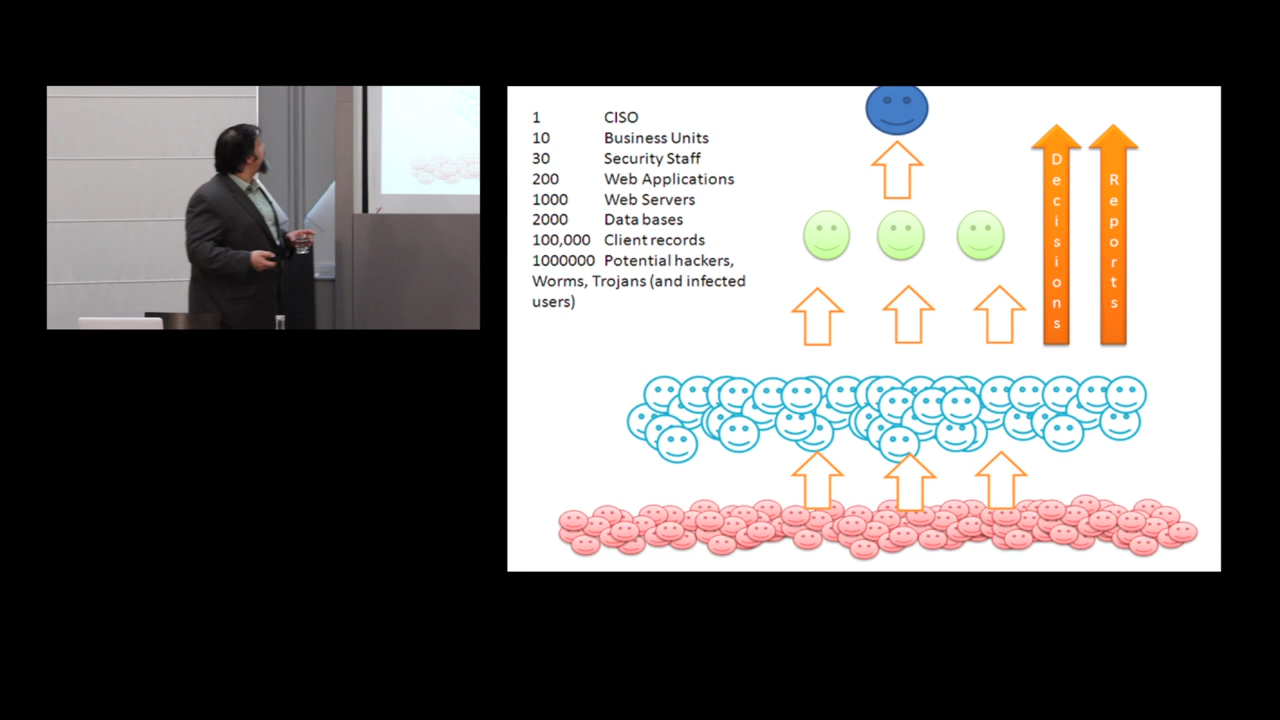 1 CISO
10 Business Units
30 Security Staff
200 Web Applications
1000 Web Servers
2000 Data bases
100,000 Client records
1000000 Potential hackers,
Worms, Trojans (and infected
users)
Decisions
Reports